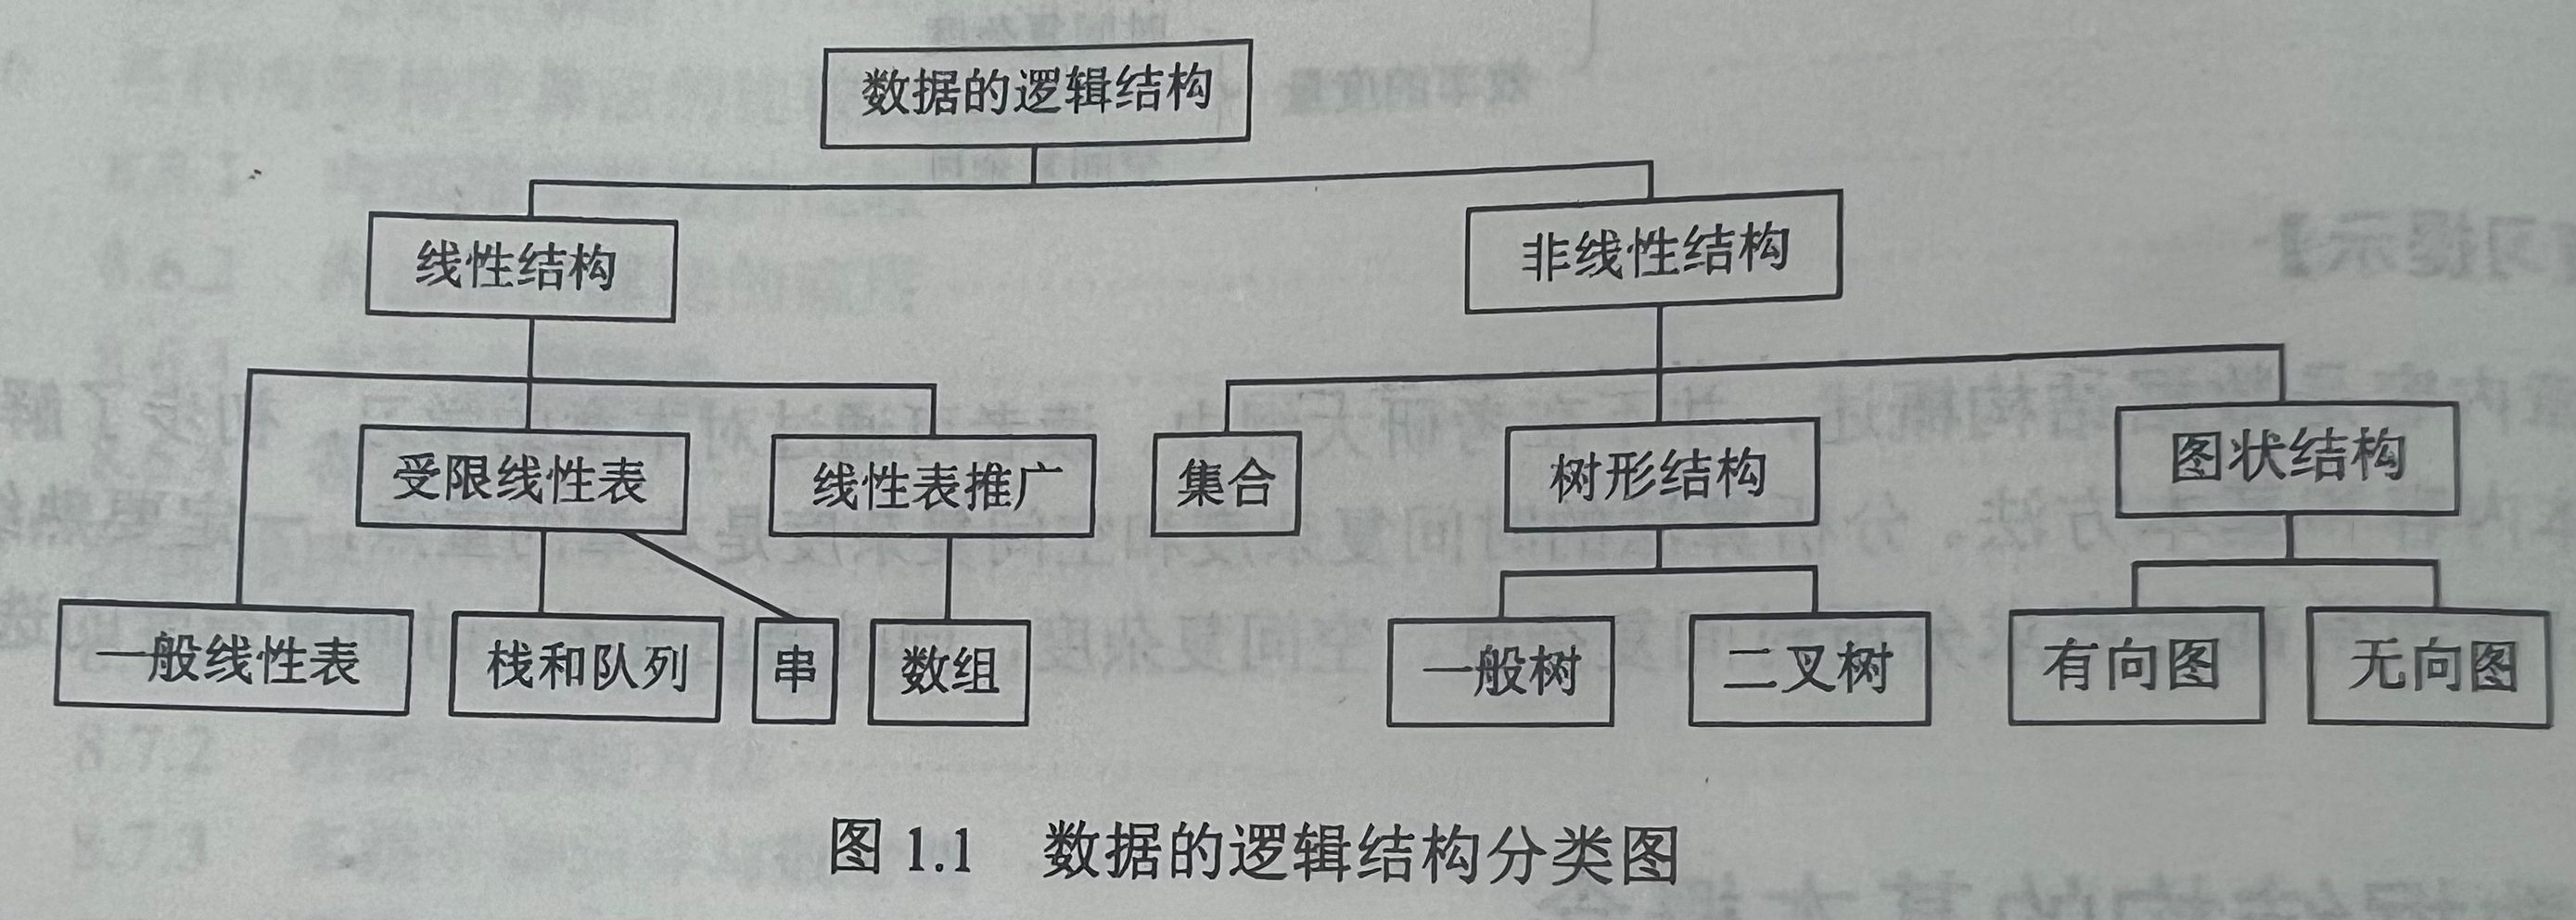 数据的逻辑结构
线性结构
非线性结构
受限线性表
线性表推广
集合
树形结构
图状结构
一般线性表
栈和队列
串
数组
一般树
二叉树
有向图
无向图
图 1.1 数据的逻辑结构分类图